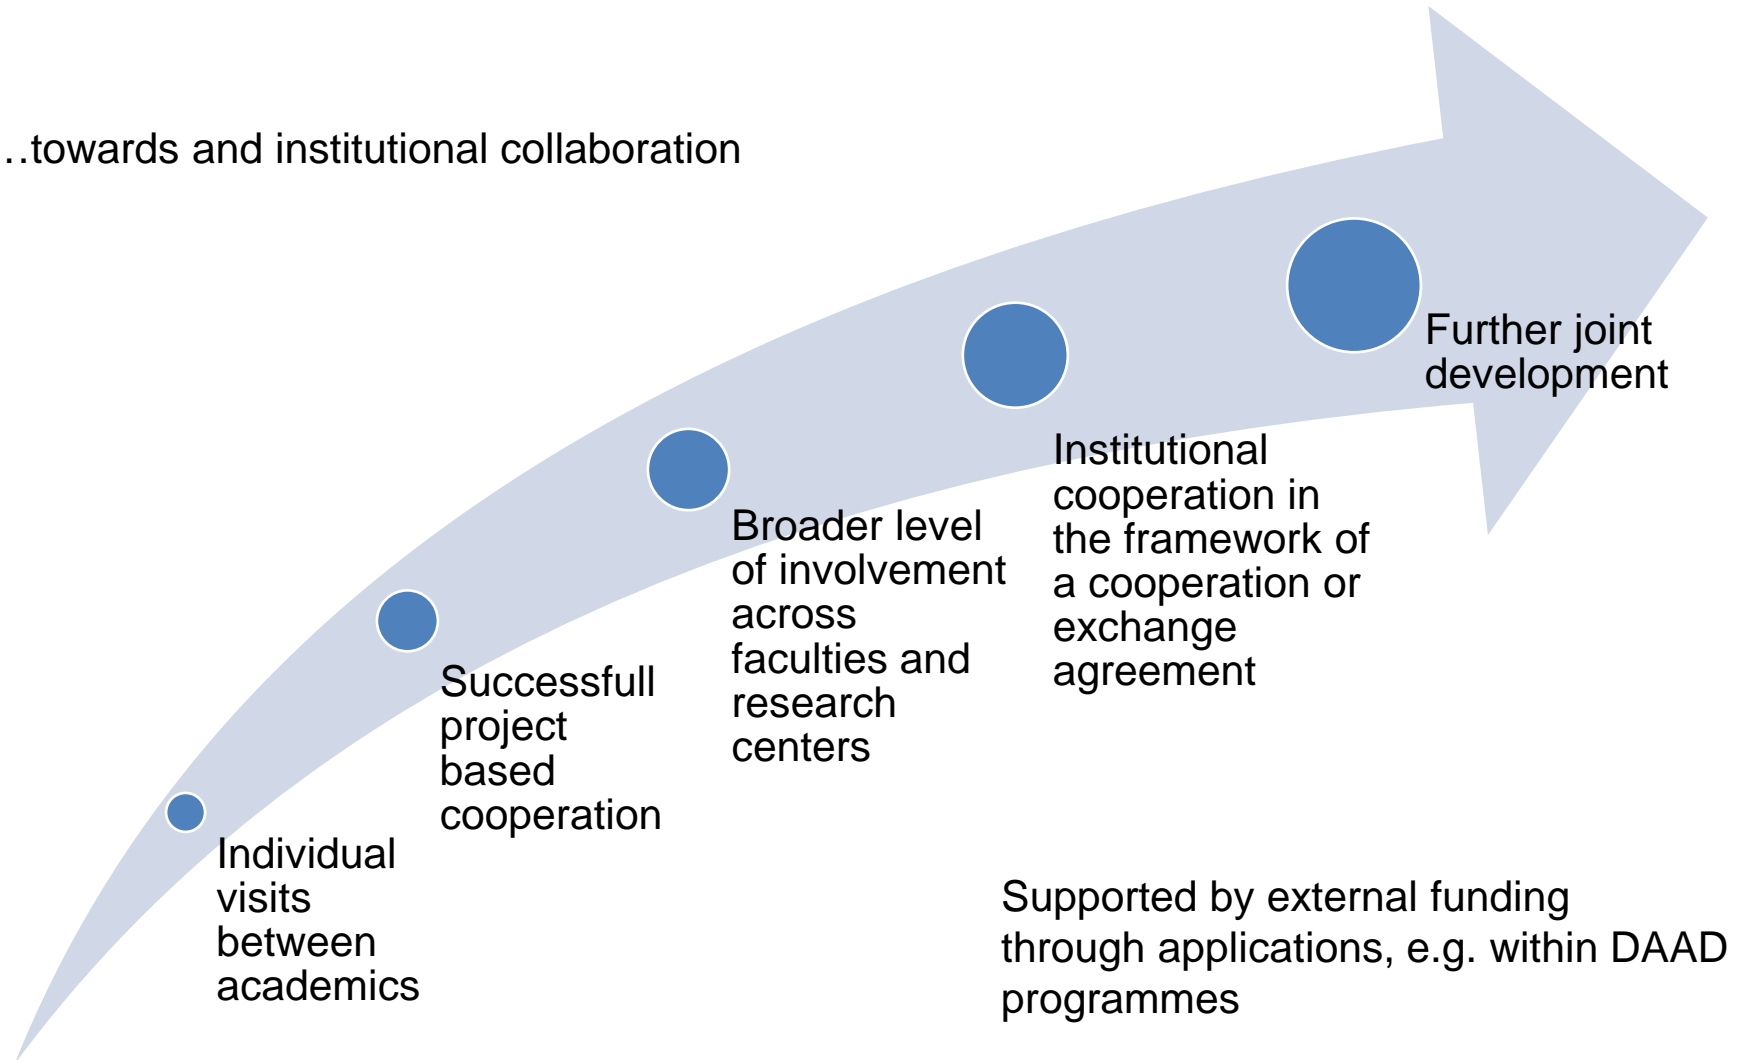 ..towards and institutional collaboration
Further joint
development
Institutional
cooperation in
the framework of
a cooperation or
exchange
agreement
Broader level
of involvement
across
faculties and
research
centers
Successfull
project
based
cooperation
Individual
visits
between
academics
Supported by external funding
through applications, e.g. within DAAD
programmes